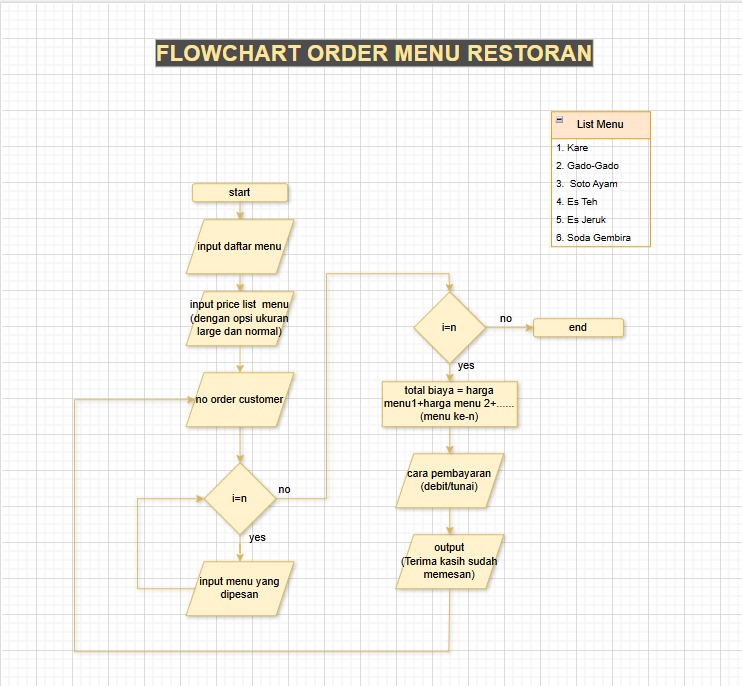 FLOWCHART ORDER MENU RESTORAN
List Menu
1. Kare
2. Gado-Gado
3. Soto Ayam
4. Es Teh
5. Es Jeruk
6. Soda Gembira
start
input daftar menu
input price list menu
(dengan opsi ukuran
large dan normal)
no order customer
i=n
no
yes
input menu yang
dipesan
i=n
no
end
yes
total biaya = harga
menu1+harga menu 2+......
(menu ke-n)
cara pembayaran
(debit/tunai)
output
(Terima kasih sudah
memesan)